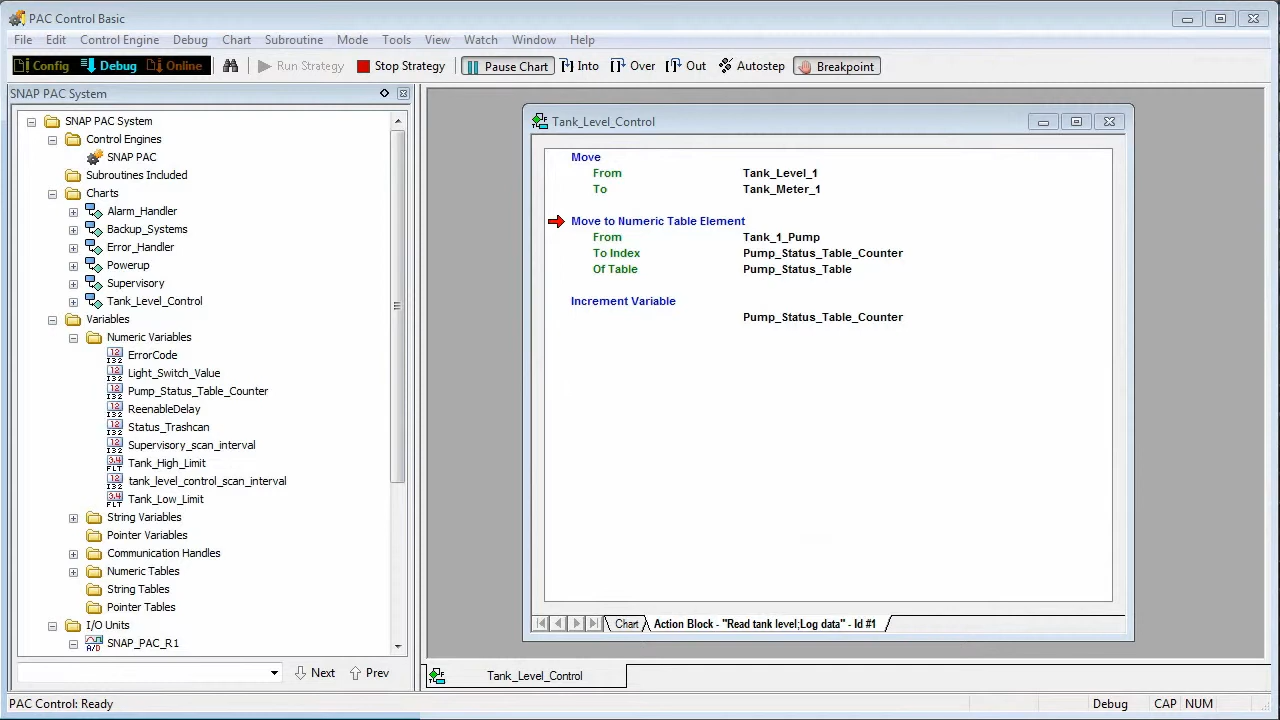 PAC Control Basic
File Edit Control Engine Debug Chart Subroutine Mode Tools View Watch Window Help
Config Debug Online Run Strategy Stop Strategy Pause Chart Into Over Out Autostep Breakpoint
SNAP PAC System
SNAP PAC System
Control Engines
SNAP PAC
Subroutines Included
Charts
Alarm_Handler
Backup_Systems
Error_Handler
Powerup
Supervisory
Tank_Level_Control
Variables
Numeric Variables
ErrorCode
Light_Switch_Value
Pump_Status_Table_Counter
ReenableDelay
Status_Trashcan
Supervisory_scan_interval
Tank_High_Limit
tank_level_control_scan_interval
Tank_Low_Limit
String Variables
Pointer Variables
Communication Handles
Numeric Tables
String Tables
Pointer Tables
I/O Units
SNAP_PAC_R1
Next Prev
Tank_Level_Control
Move
From Tank_Level_1
To Tank_Meter_1
Move to Numeric Table Element
From Tank_1_Pump
To Index Pump_Status_Table_Counter
Of Table Pump_Status_Table
Increment Variable
Pump_Status_Table_Counter
Chart Action Block - "Read tank level;Log data" - Id #1
Tank_Level_Control
PAC Control: Ready Debug CAP NUM